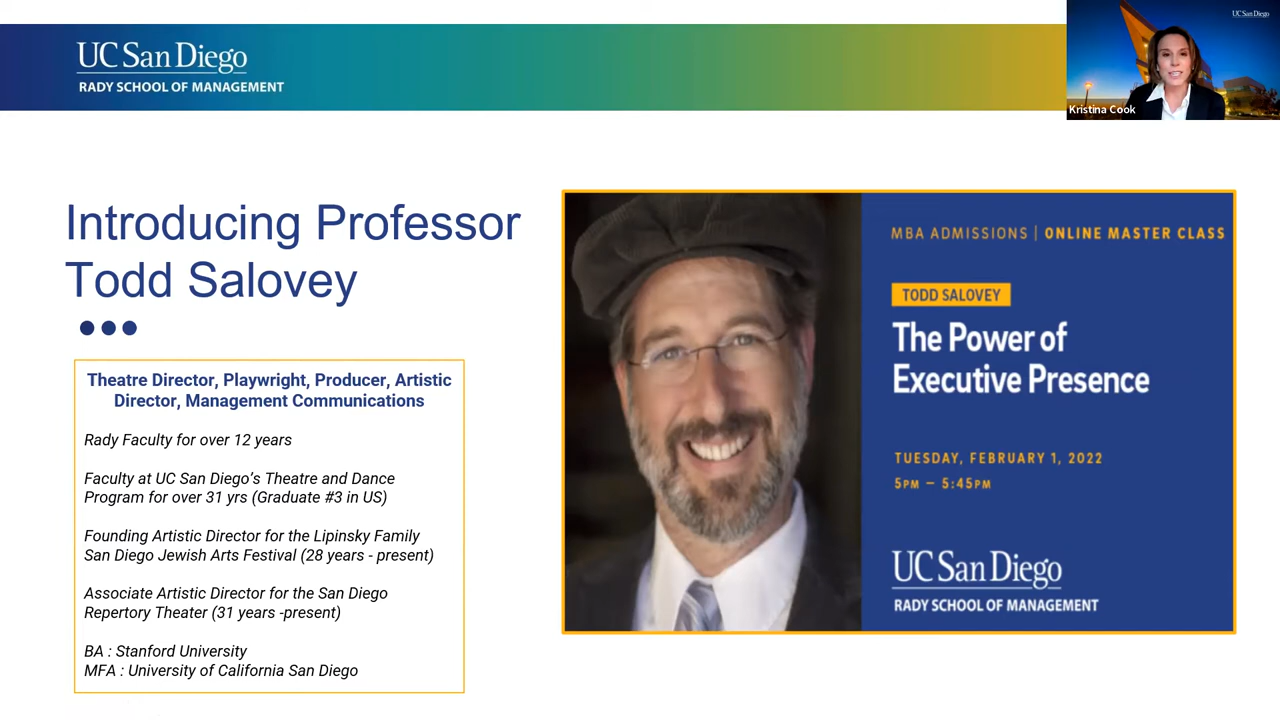 UC San Diego
RADY SCHOOL OF MANAGEMENT
UC San Diego
Kristina Cook
Introducing Professor
Todd Salovey
Theatre Director, Playwright, Producer, Artistic
Director, Management Communications
Rady Faculty for over 12 years
Faculty at UC San Diego’s Theatre and Dance
Program for over 31 yrs (Graduate #3 in US)
Founding Artistic Director for the Lipinsky Family
San Diego Jewish Arts Festival (28 years - present)
Associate Artistic Director for the San Diego
Repertory Theater (31 years -present)
BA : Stanford University
MFA : University of California San Diego
MBA ADMISSIONS | ONLINE MASTER CLASS
TODD SALOVEY
The Power of
Executive Presence
TUESDAY, FEBRUARY 1, 2022
5PM – 5:45PM
UC San Diego
RADY SCHOOL OF MANAGEMENT